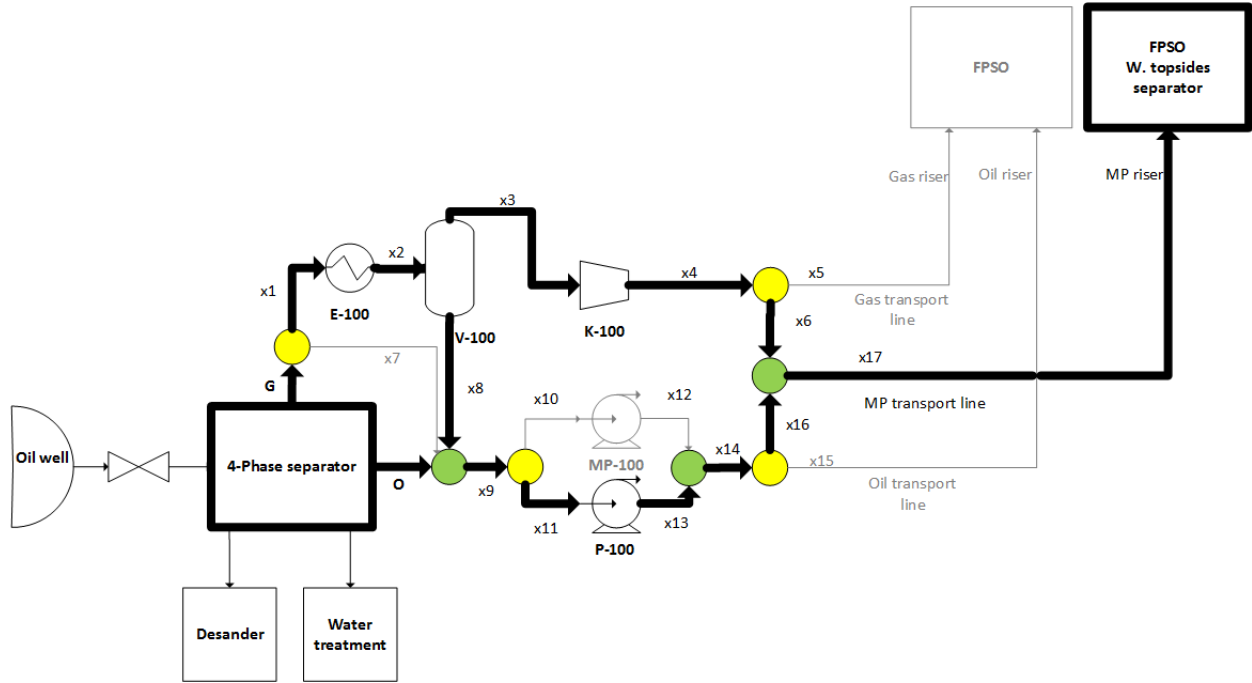 FPSO
FPSO
W. topsides
separator
Gas riser
Oil riser
MP riser
x3
x2
x1
E-100
V-100
K-100
x4
x5
Gas transport
line
x6
x7
x17
MP transport line
G
x8
x10
x12
x16
Oil well
4-Phase separator
O
x9
MP-100
x14
x15
Oil transport
line
x11
x13
P-100
Desander
Water
treatment